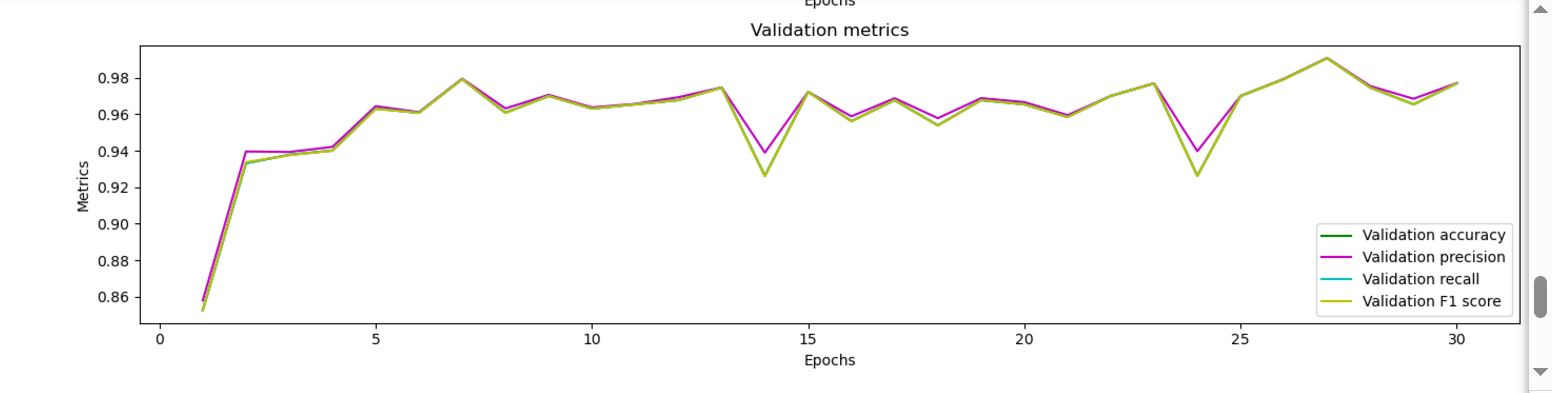 Epochs
Validation metrics
Metrics
0.98
0.96
0.94
0.92
0.90
0.88
0.86
Validation accuracy
Validation precision
Validation recall
Validation F1 score
0 5 10 15 20 25 30
Epochs